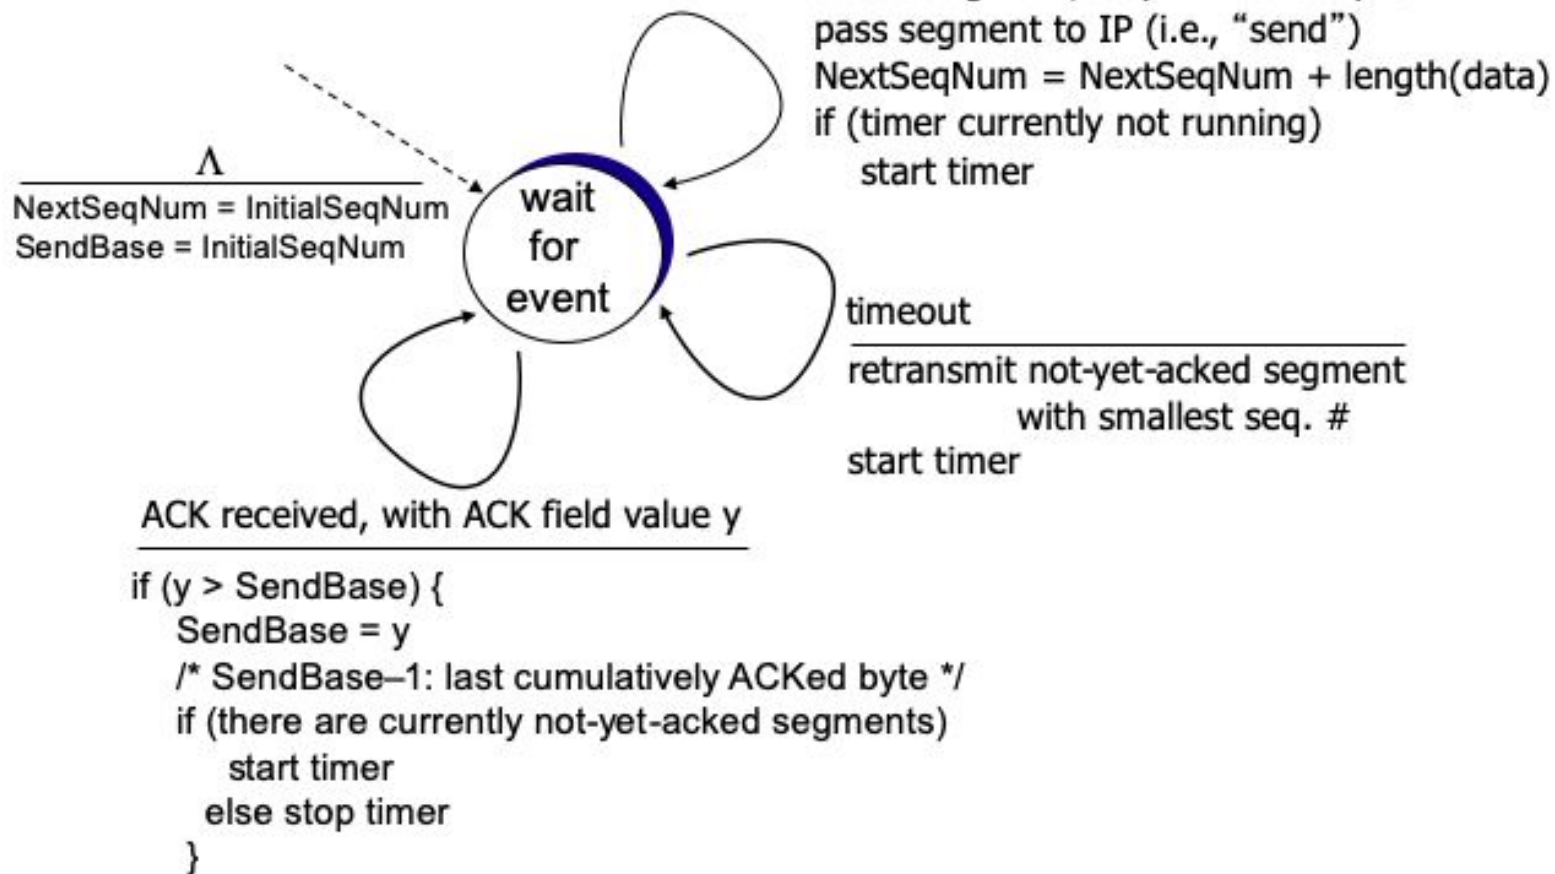 pass segment to IP (i.e., “send”)
NextSeqNum = NextSeqNum + length(data)
if (timer currently not running)
start timer
Λ
NextSeqNum = InitialSeqNum
SendBase = InitialSeqNum
wait
for
event
timeout
retransmit not-yet-acked segment
with smallest seq. #
start timer
ACK received, with ACK field value y
if (y > SendBase) {
SendBase = y
/* SendBase–1: last cumulatively ACKed byte */
if (there are currently not-yet-acked segments)
start timer
else stop timer
}